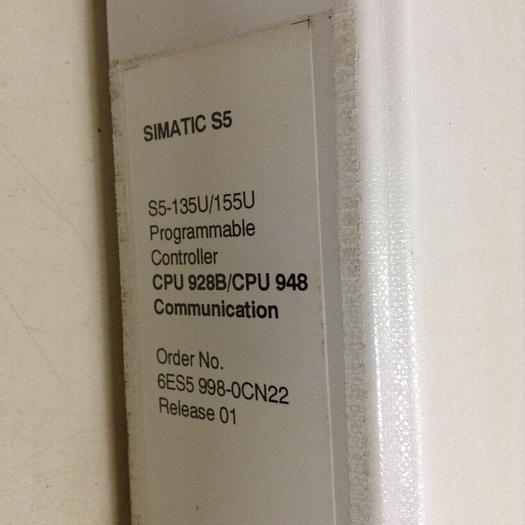 SIMATIC S5
S5-135U/155U
Programmable
Controller
CPU 928B/CPU 948
Communication
Order No.
6ES5 998-0CN22
Release 01